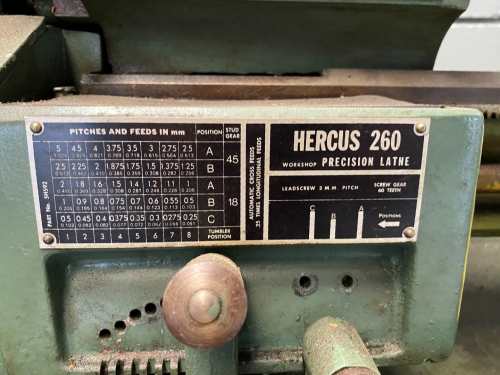 PITCHES AND FEEDS IN mm POSITION STUD GEAR
5 4.5 4 3.75 3.5 3 2.75 2.5 A 45
2.5 2.25 2 1.875 1.75 1.5 1.375 1.25 B
2 1.8 1.6 1.5 1.4 1.2 1.1 1 A 18
1 0.9 0.8 0.75 0.7 0.6 0.55 0.5 B
0.5 0.45 0.4 0.375 0.35 0.3 0.275 0.25 C
1 2 3 4 5 6 7 8 TUMBLER POSITION
PART No. SH592
AUTOMATIC CROSS FEEDS
.25 TIMES LONGITUDINAL FEEDS
HERCUS 260
WORKSHOP PRECISION LATHE
LEADSCREW 3 M.M. PITCH
SCREW GEAR
60 TEETH
C B A
POSITIONS